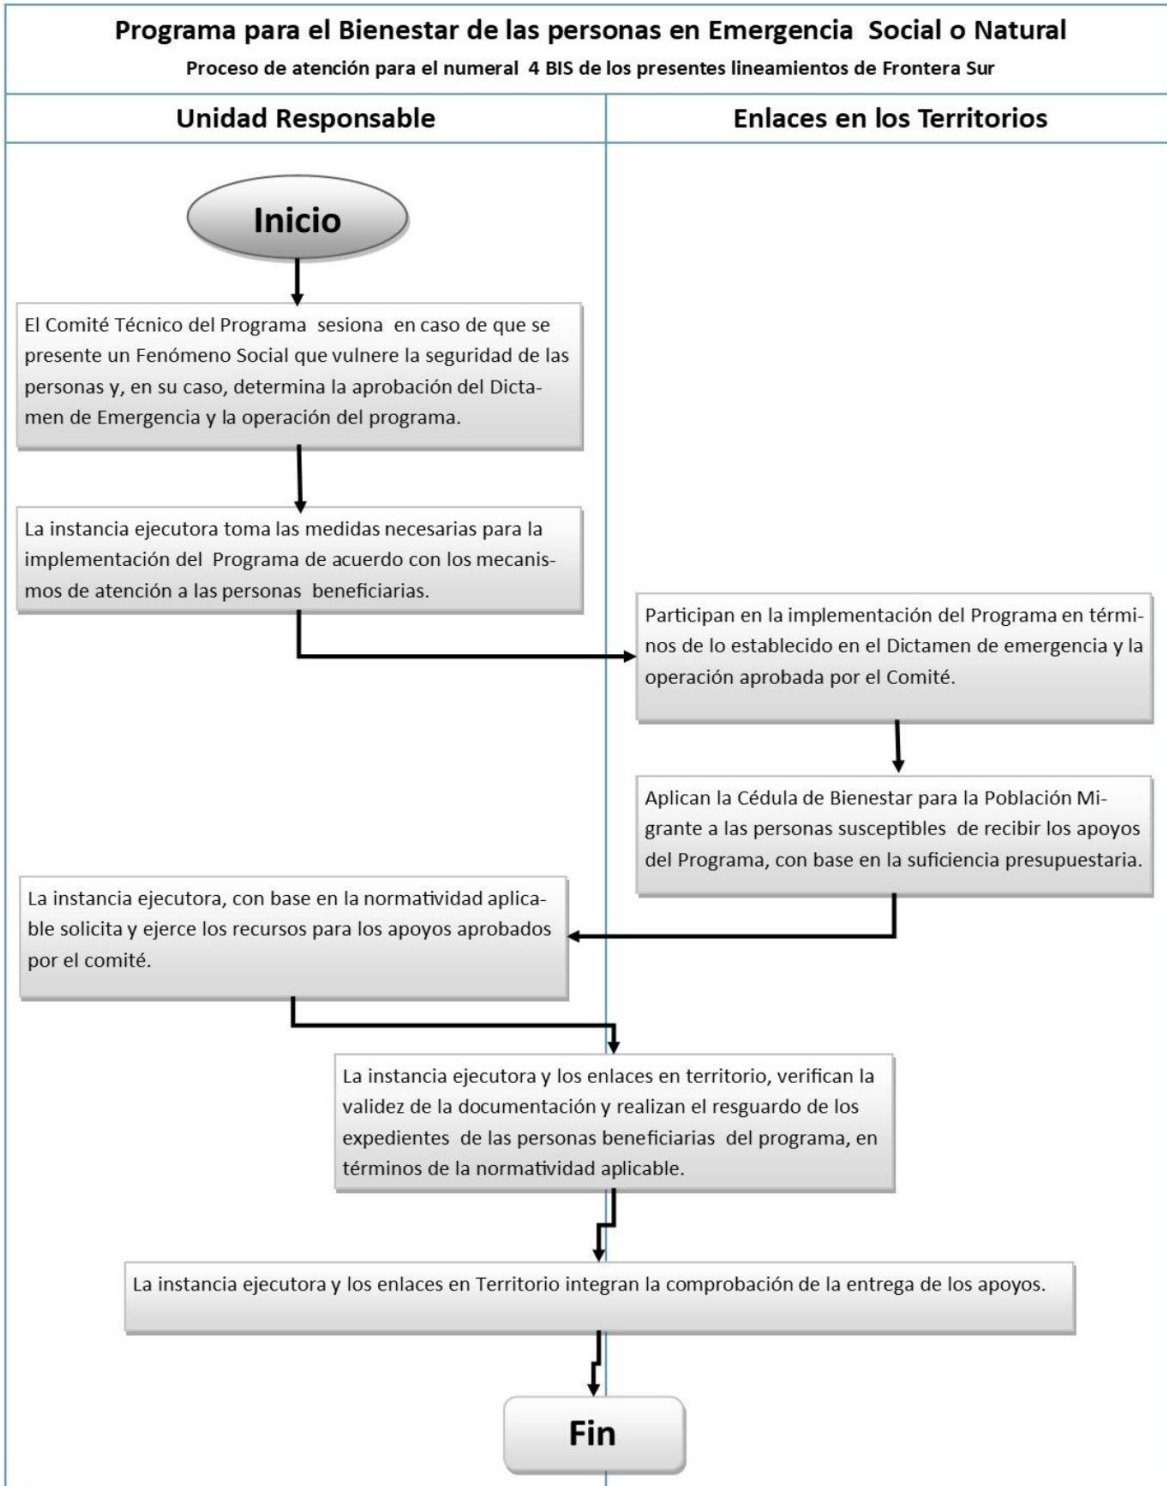 Programa para el Bienestar de las personas en Emergencia Social o Natural
Proceso de atención para el numeral 4 BIS de los presentes lineamientos de Frontera Sur
Unidad Responsable
Enlaces en los Territorios
Inicio
El Comité Técnico del Programa sesiona en caso de que se
presente un Fenómeno Social que vulnere la seguridad de las
personas y, en su caso, determina la aprobación del Dicta-
men de Emergencia y la operación del programa.
La instancia ejecutora toma las medidas necesarias para la
implementación del Programa de acuerdo con los mecanis-
mos de atención a las personas beneficiarias.
Participan en la implementación del Programa en térmi-
nos de lo establecido en el Dictamen de emergencia y la
operación aprobada por el Comité.
Aplican la Cédula de Bienestar para la Población Mi-
grante a las personas susceptibles de recibir los apoyos
del Programa, con base en la suficiencia presupuestaria.
La instancia ejecutora, con base en la normatividad aplica-
ble solicita y ejerce los recursos para los apoyos aprobados
por el comité.
La instancia ejecutora y los enlaces en territorio, verifican la
validez de la documentación y realizan el resguardo de los
expedientes de las personas beneficiarias del programa, en
términos de la normatividad aplicable.
La instancia ejecutora y los enlaces en Territorio integran la comprobación de la entrega de los apoyos.
Fin